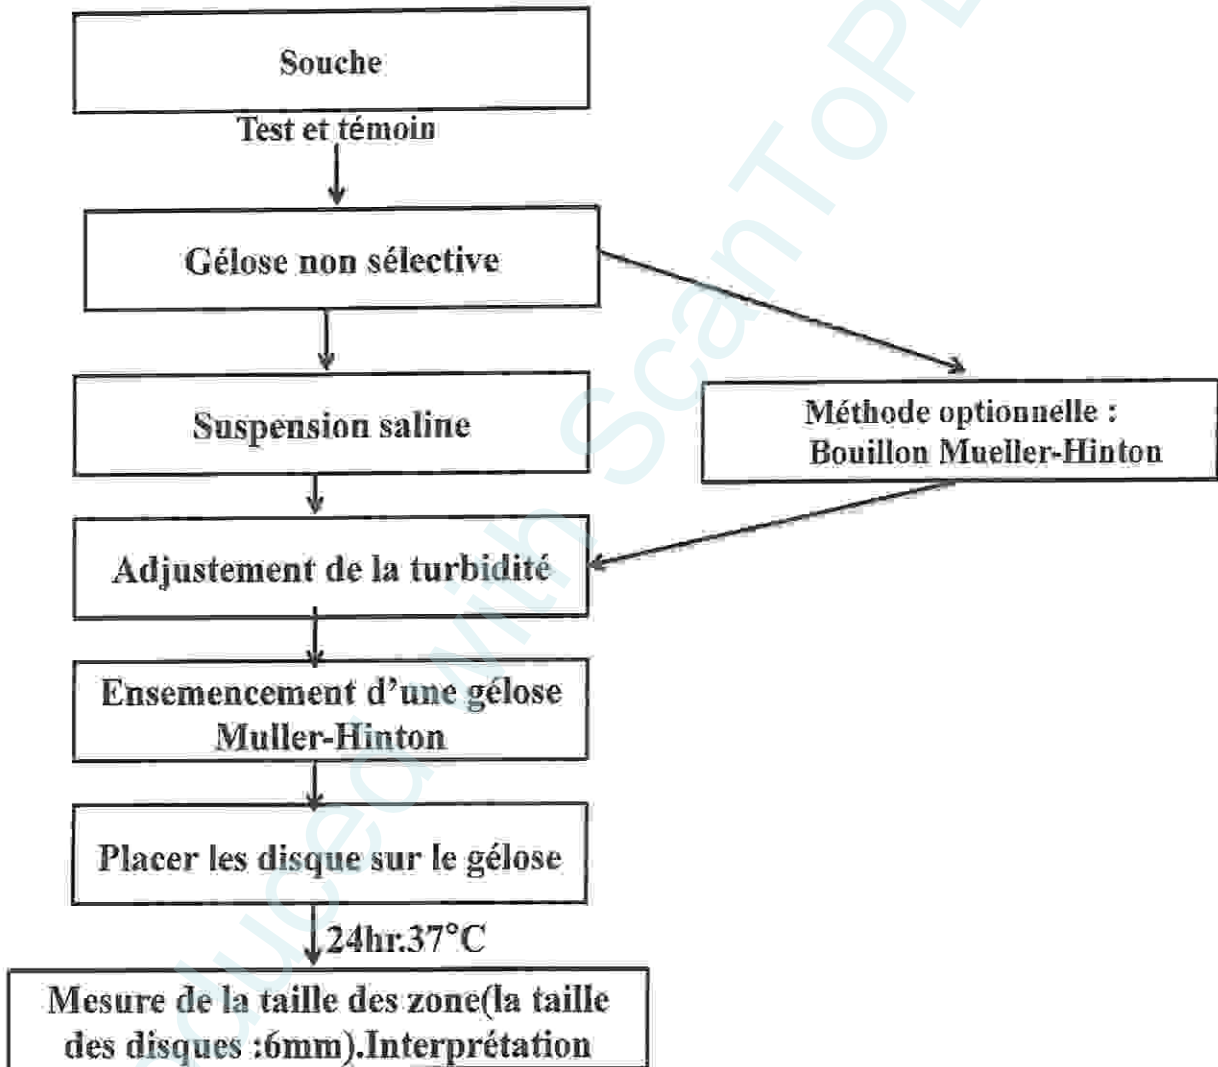 Souche
Test et témoin
Gélose non sélective
Suspension saline
Méthode optionnelle :
Bouillon Mueller-Hinton
Adjustement de la turbidité
Ensemencement d'une gélose
Muller-Hinton
Placer les disque sur le gélose
24hr.37°C
Mesure de la taille des zone(la taille
des disques :6mm).Interprétation